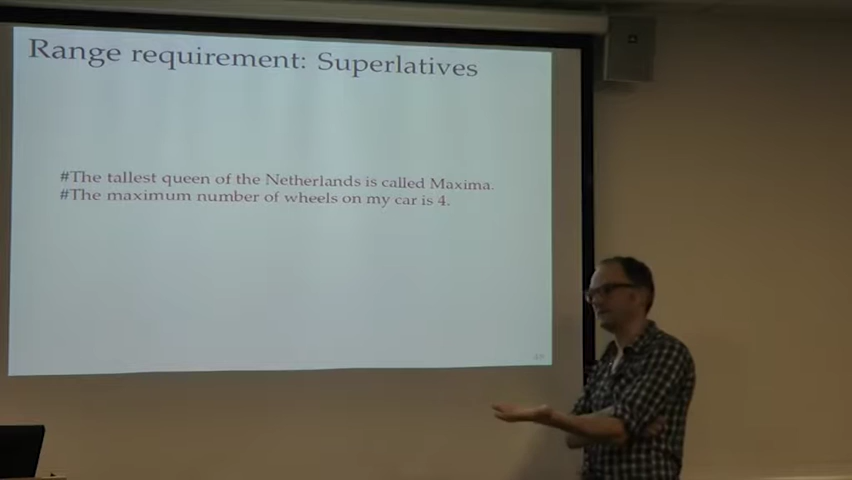 Range requirement: Superlatives
#The tallest queen of the Netherlands is called Maxima.
#The maximum number of wheels on my car is 4.